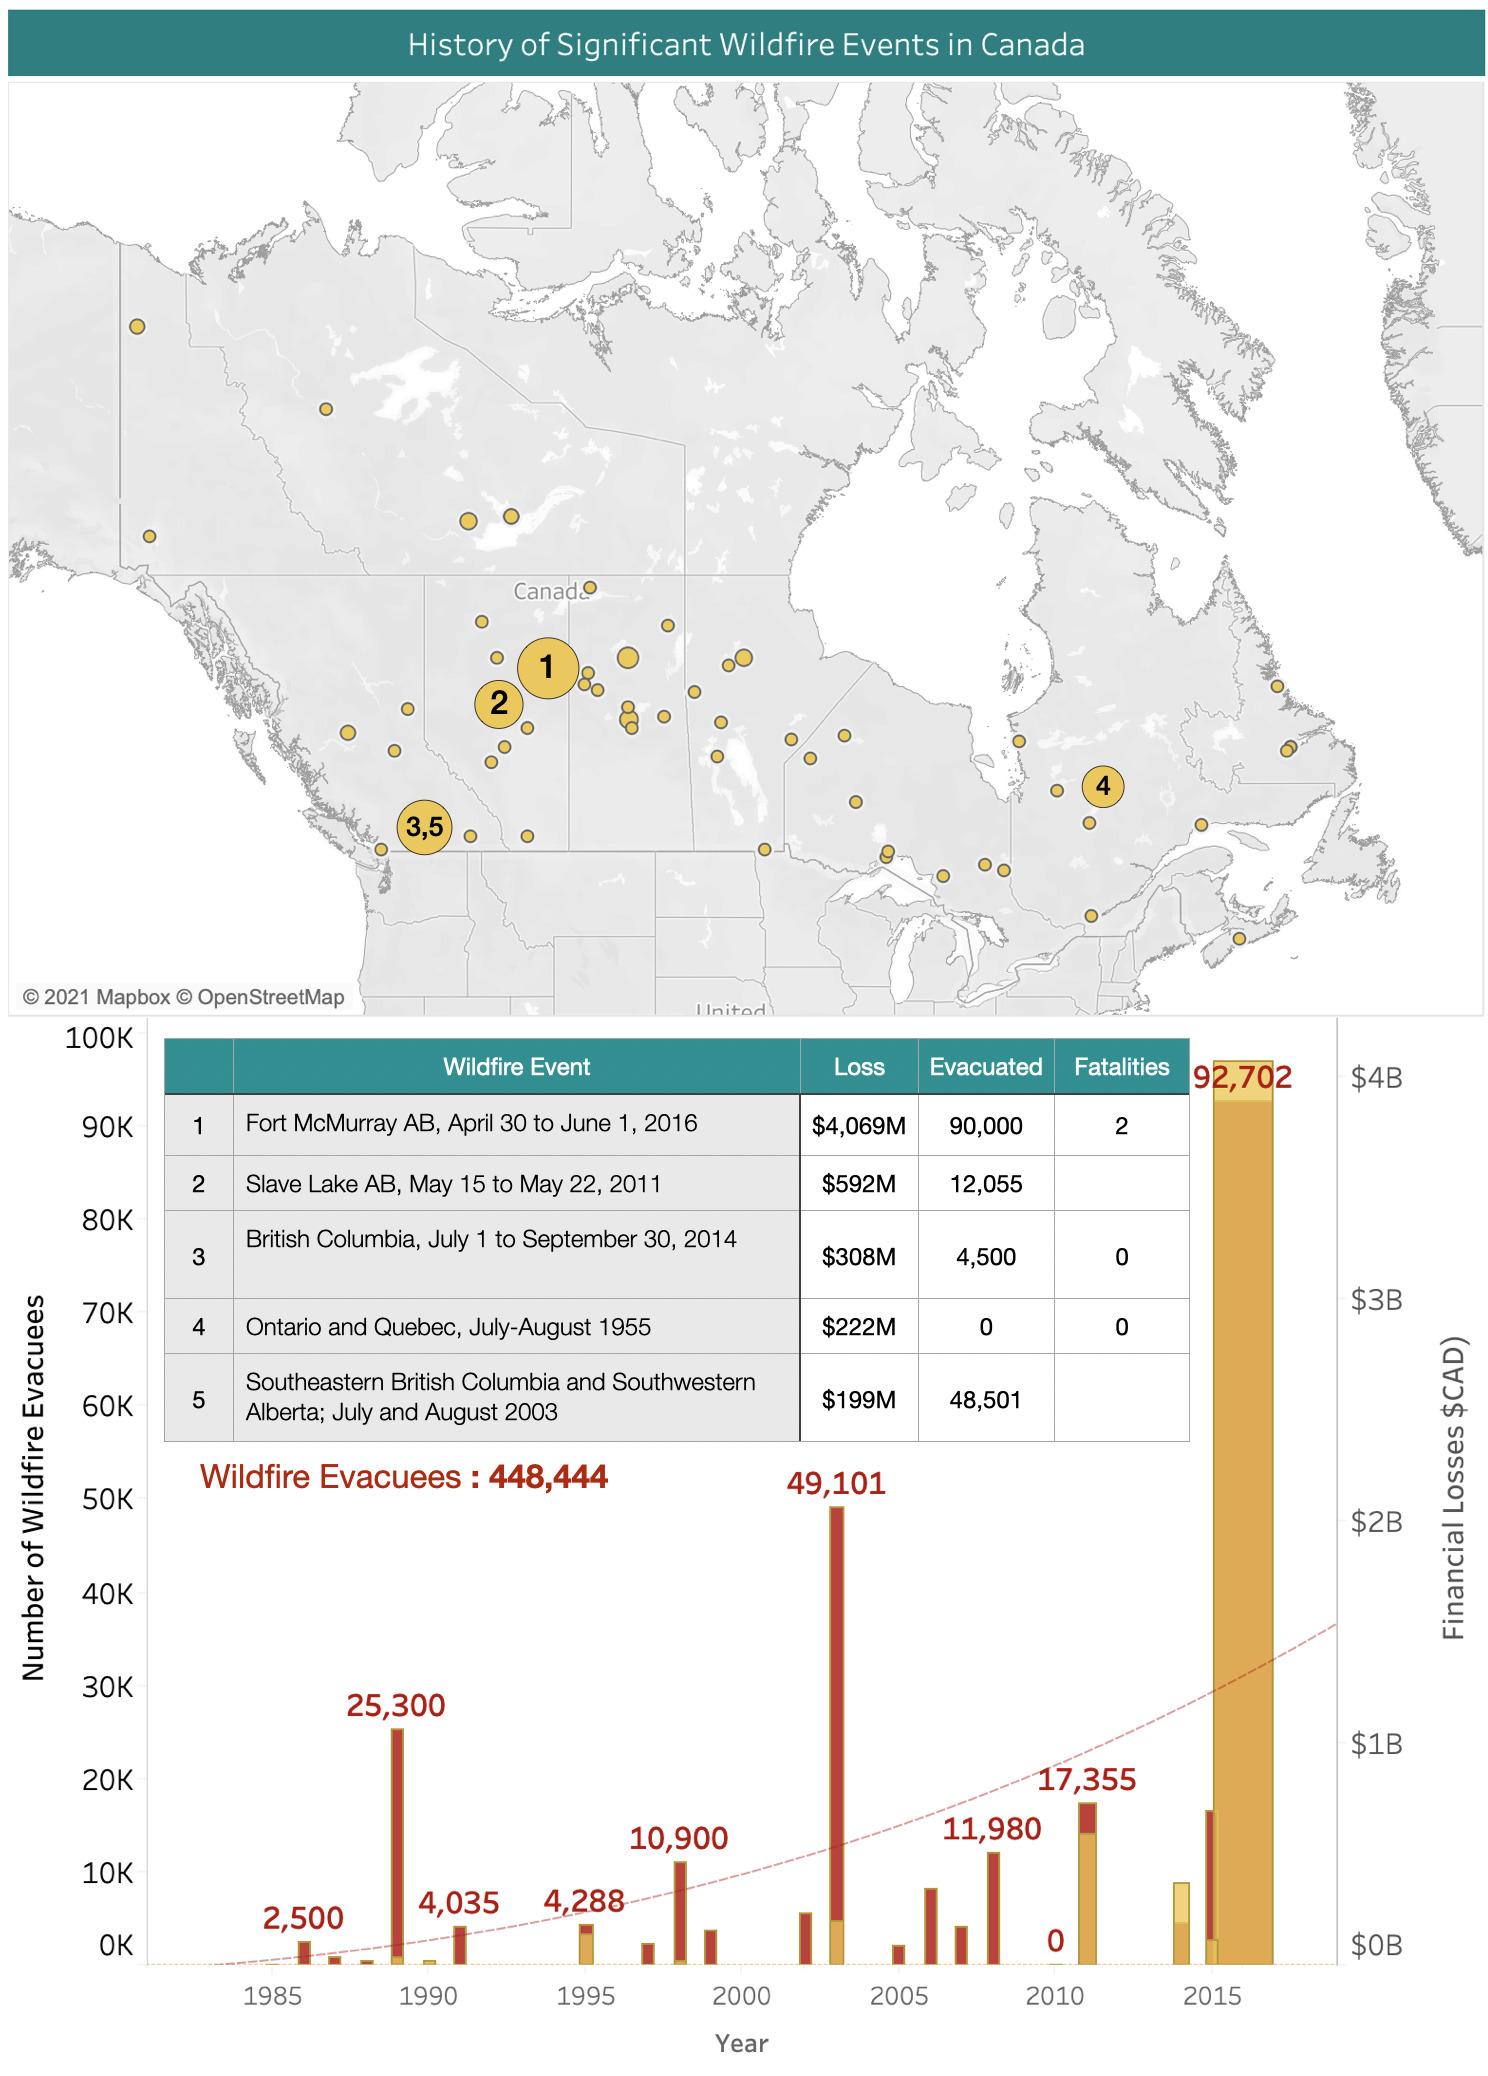 History of Significant Wildfire Events in Canada
Canada
1
2
3,5
4
© 2021 Mapbox © OpenStreetMap
United
Wildfire Event Loss Evacuated Fatalities
1 Fort McMurray AB, April 30 to June 1, 2016 $4,069M 90,000 2
2 Slave Lake AB, May 15 to May 22, 2011 $592M 12,055
3 British Columbia, July 1 to September 30, 2014 $308M 4,500 0
4 Ontario and Quebec, July-August 1955 $222M 0 0
5 Southeastern British Columbia and Southwestern
Alberta; July and August 2003 $199M 48,501
Wildfire Evacuees : 448,444
Number of Wildfire Evacuees
100K
90K
80K
70K
60K
50K
40K
30K
20K
10K
0K
2,500
25,300
4,035
4,288
10,900
49,101
11,980
0
17,355
92,702
$4B
$3B
$2B
$1B
$0B
Financial Losses $CAD)
1985 1990 1995 2000 2005 2010 2015
Year